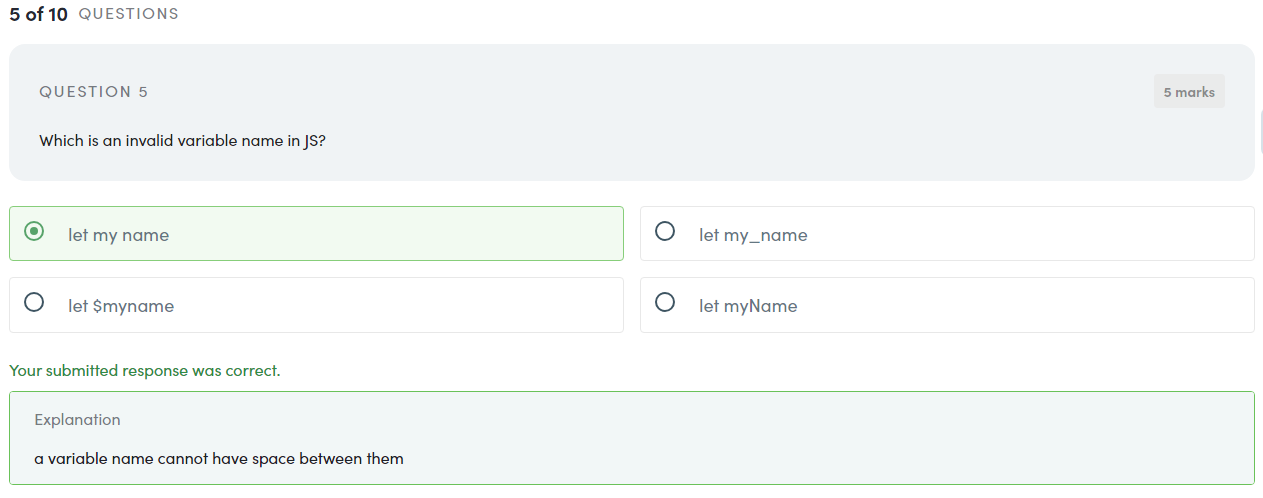 5 of 10 QUESTIONS
QUESTION 5
5 marks
Which is an invalid variable name in JS?
let my name
let my_name
let $myname
let myName
Your submitted response was correct.
Explanation
a variable name cannot have space between them